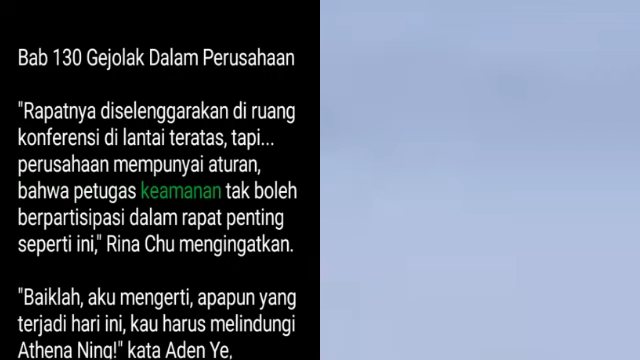 Bab 130 Gejolak Dalam Perusahaan
"Rapatnya diselenggarakan di ruang
konferensi di lantai teratas, tapi...
perusahaan mempunyai aturan,
bahwa petugas keamanan tak boleh
berpartisipasi dalam rapat penting
seperti ini," Rina Chu mengingatkan.
"Baiklah, aku mengerti, apapun yang
terjadi hari ini, kau harus melindungi
Athena Ning!" kata Aden Ye,